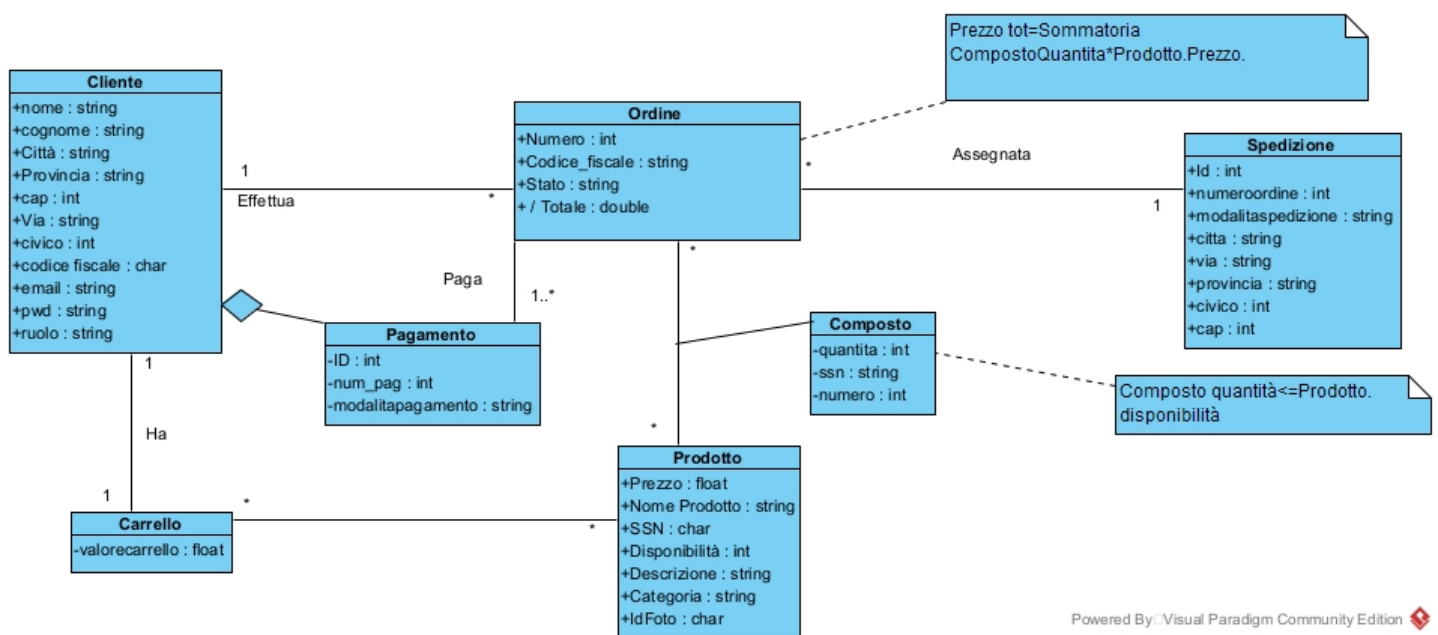 Prezzo tot=Sommatoria
CompostoQuantita*Prodotto.Prezzo.
Cliente
+nome : string
+cognome : string
+Città : string
+Provincia : string
+cap : int
+Via : string
+civico : int
+codice fiscale : char
+email : string
+pwd : string
+ruolo : string
1
Effettua
*
Ordine
+Numero : int
+Codice_fiscale : string
+Stato : string
+ / Totale : double
*
Assegnata
1
Spedizione
+Id : int
+numeroordine : int
+modalitaspedizione : string
+citta : string
+via : string
+provincia : string
+civico : int
+cap : int
Paga
1..*
*
Pagamento
-ID : int
-num_pag : int
-modalitapagamento : string
Composto
-quantita : int
-ssn : string
-numero : int
Composto quantità<=Prodotto.
disponibilità
1
Ha
1
*
Carrello
-valorecarrello : float
*
*
Prodotto
+Prezzo : float
+Nome Prodotto : string
+SSN : char
+Disponibilità : int
+Descrizione : string
+Categoria : string
+IdFoto : char
Powered By Visual Paradigm Community Edition